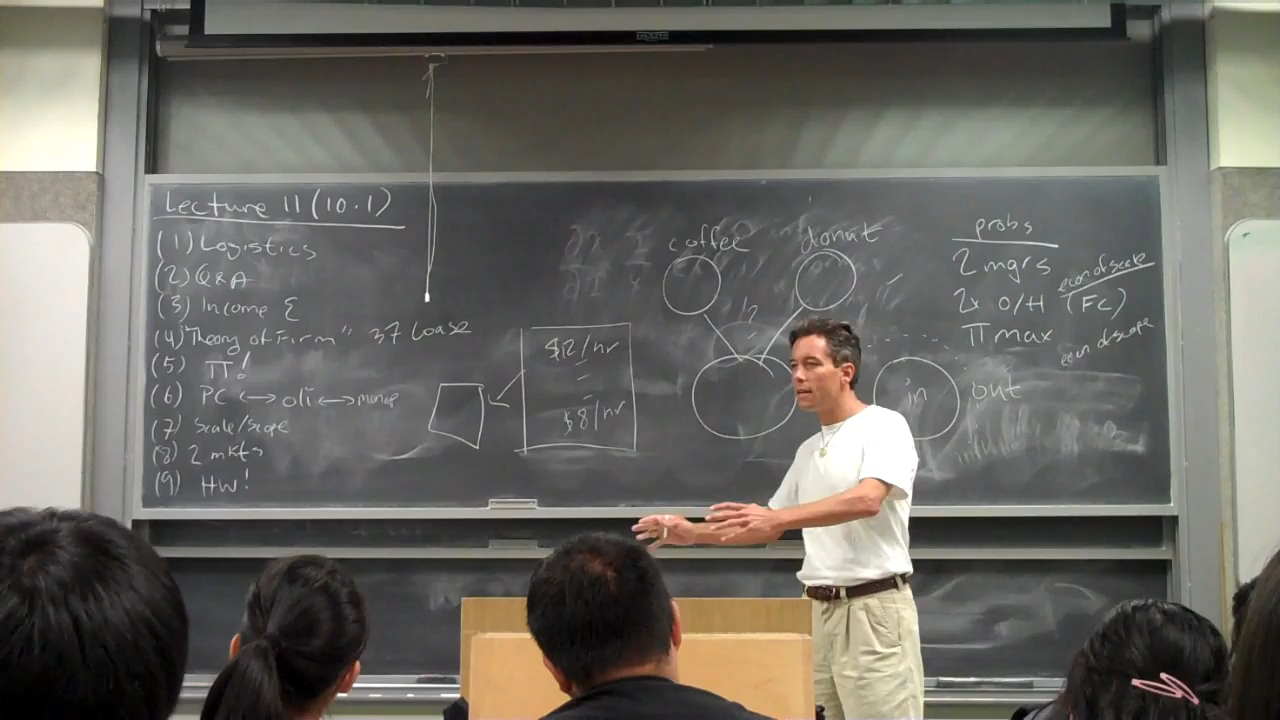 Lecture 11 (10.1)
(1) Logistics
(2) Q&A
(3) Income Σ
(4) "Theory of Firm" 37 Coase
(5) π!
(6) PC ↔ oli ↔ monop
(7) Scale/Scope
(8) 2 mkts
(9) HW!
$12/hr
$8/hr
coffee donut
in out
probs
2 mgrs
econ of scale
2x O/H (FC)
π max
econ of scope